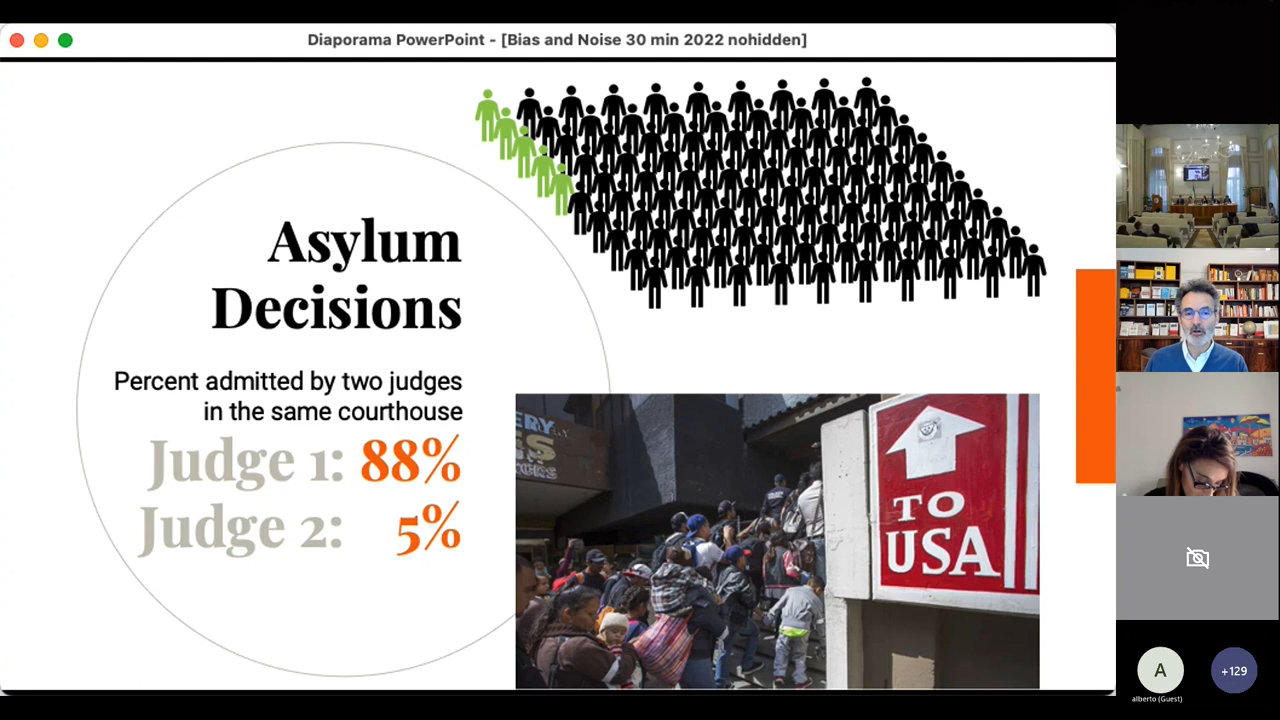 Diaporama PowerPoint - [Bias and Noise 30 min 2022 nohidden]
Asylum
Decisions
Percent admitted by two judges
in the same courthouse
Judge 1: 88%
Judge 2: 5%
TO
USA
A
+129
alberto (Guest)